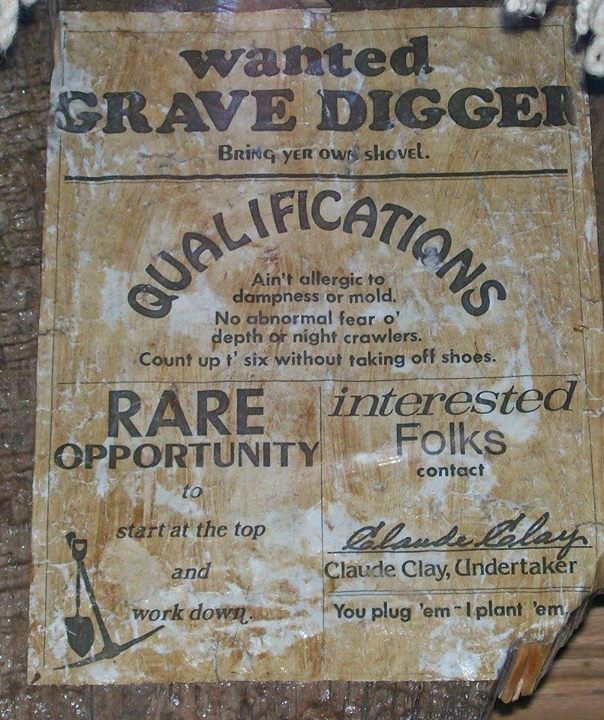 wanted
GRAVE DIGGER
BRING YER OWN SHOVEL.
QUALIFICATIONS
Ain't allergic to
dampness or mold.
No abnormal fear o'
depth or night crawlers.
Count up t' six without taking off shoes.
RARE
OPPORTUNITY
to
start at the top
and
work down.
interested
Folks
contact
Claude Clay
Claude Clay, Undertaker
You plug 'em - I plant 'em.